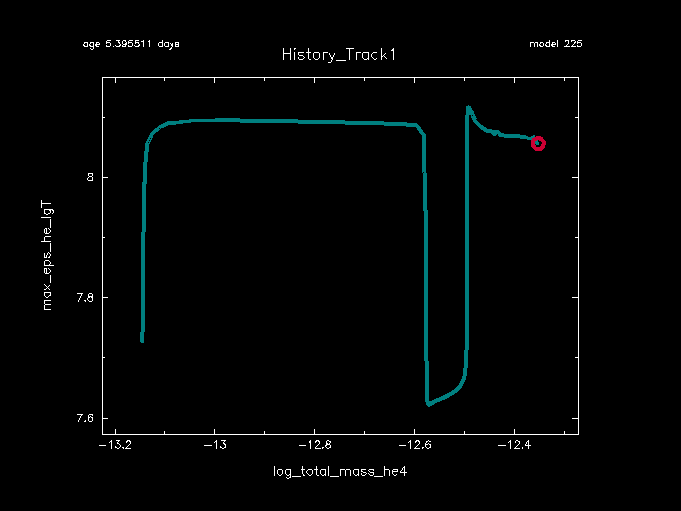 age 5.395511 days
model 225
History_Track1
8
7.8
7.6
max_eps_he_lgT
-13.2 -13 -12.8 -12.6 -12.4
log_total_mass_he4